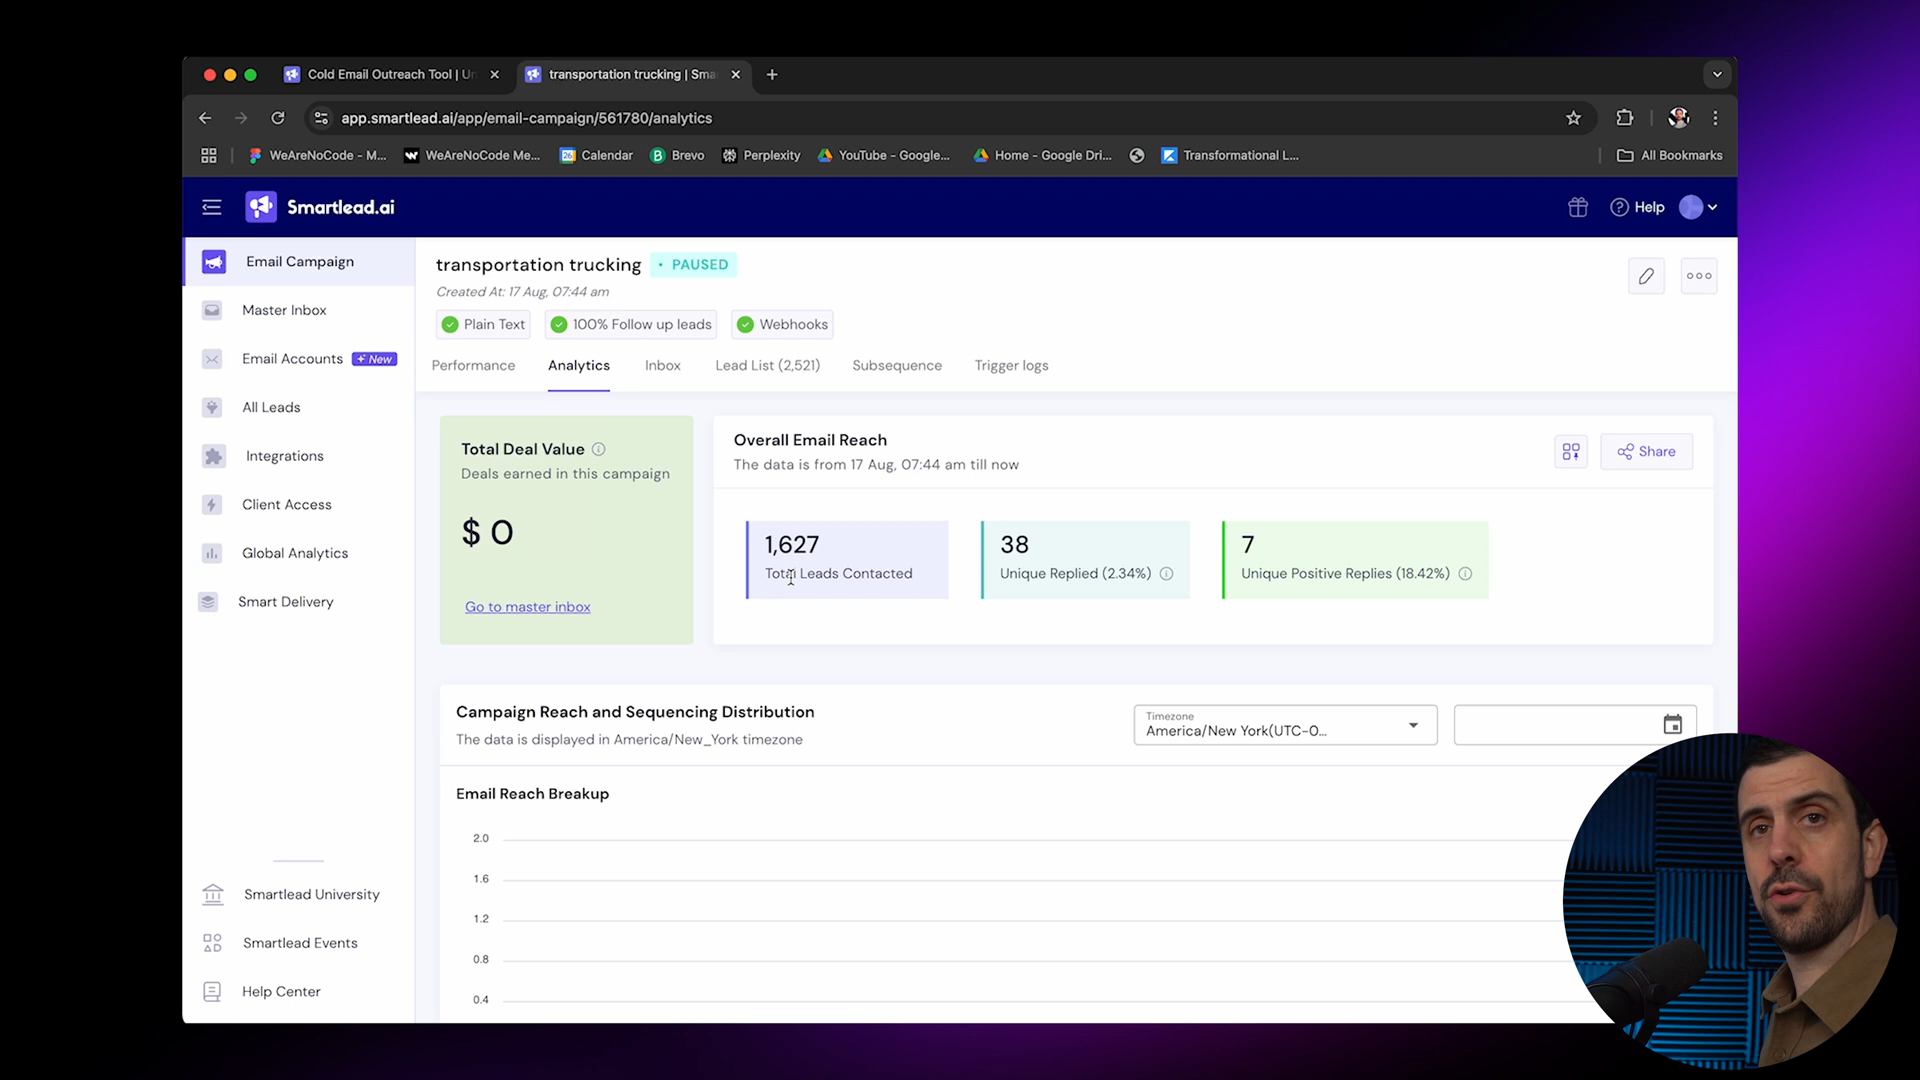 Cold Email Outreach Tool | Un
transportation trucking | Sma
app.smartlead.ai/app/email-campaign/561780/analytics
WeAreNoCode - M...
WeAreNoCode Me...
26
Calendar
B
Brevo
Perplexity
YouTube - Google...
Home - Google Dri...
Transformational L...
All Bookmarks
Smartlead.ai
Help
Email Campaign
Master Inbox
Email Accounts
New
All Leads
Integrations
Client Access
Global Analytics
Smart Delivery
Smartlead University
Smartlead Events
Help Center
transportation trucking
• PAUSED
Created At: 17 Aug, 07:44 am
Plain Text
100% Follow up leads
Webhooks
Performance
Analytics
Inbox
Lead List (2,521)
Subsequence
Trigger logs
Total Deal Value
Deals earned in this campaign
$ 0
Go to master inbox
Overall Email Reach
The data is from 17 Aug, 07:44 am till now
Share
1,627
Total Leads Contacted
38
Unique Replied (2.34%)
7
Unique Positive Replies (18.42%)
Campaign Reach and Sequencing Distribution
The data is displayed in America/New_York timezone
Timezone
America/New York(UTC-0...
Email Reach Breakup
2.0
1.6
1.2
0.8
0.4